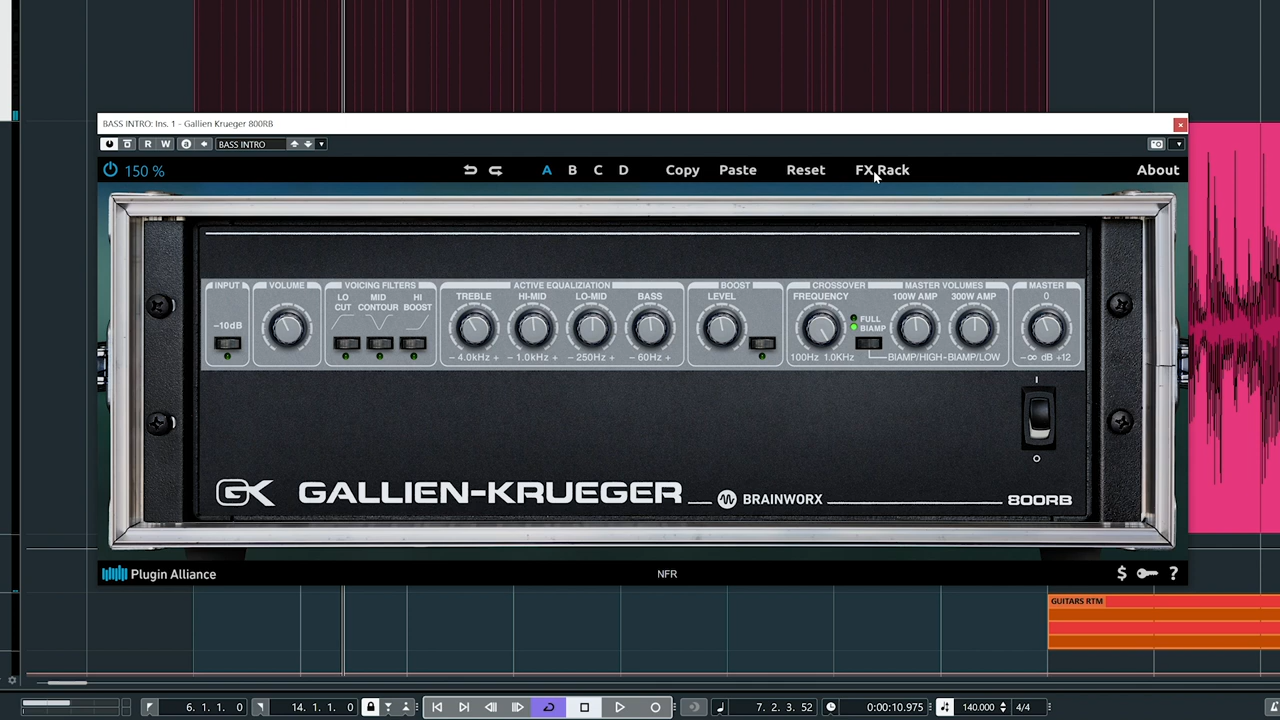 BASS INTRO: Ins. 1 - Gallien Krueger 800RB
R W BASS INTRO
150 % A B C D Copy Paste Reset FX Rack About
INPUT VOLUME VOICING FILTERS ACTIVE EQUALIZATION BOOST CROSSOVER MASTER VOLUMES MASTER
LO CUT MID CONTOUR HI BOOST TREBLE HI-MID LO-MID BASS LEVEL FREQUENCY 100W AMP 300W AMP 0
-10dB FULL
BIAMP
- 4.0kHz + - 1.0kHz + - 250Hz + - 60Hz + 100Hz 1.0KHz BIAMP/HIGH BIAMP/LOW -∞ dB +12
I
O
GK GALLIEN-KRUEGER BRAINWORX 800RB
Plugin Alliance NFR $ ?
GUITARS RTM
6. 1. 1. 0 14. 1. 1. 0 7. 2. 3. 52 0:00:10.975 140.000 4/4